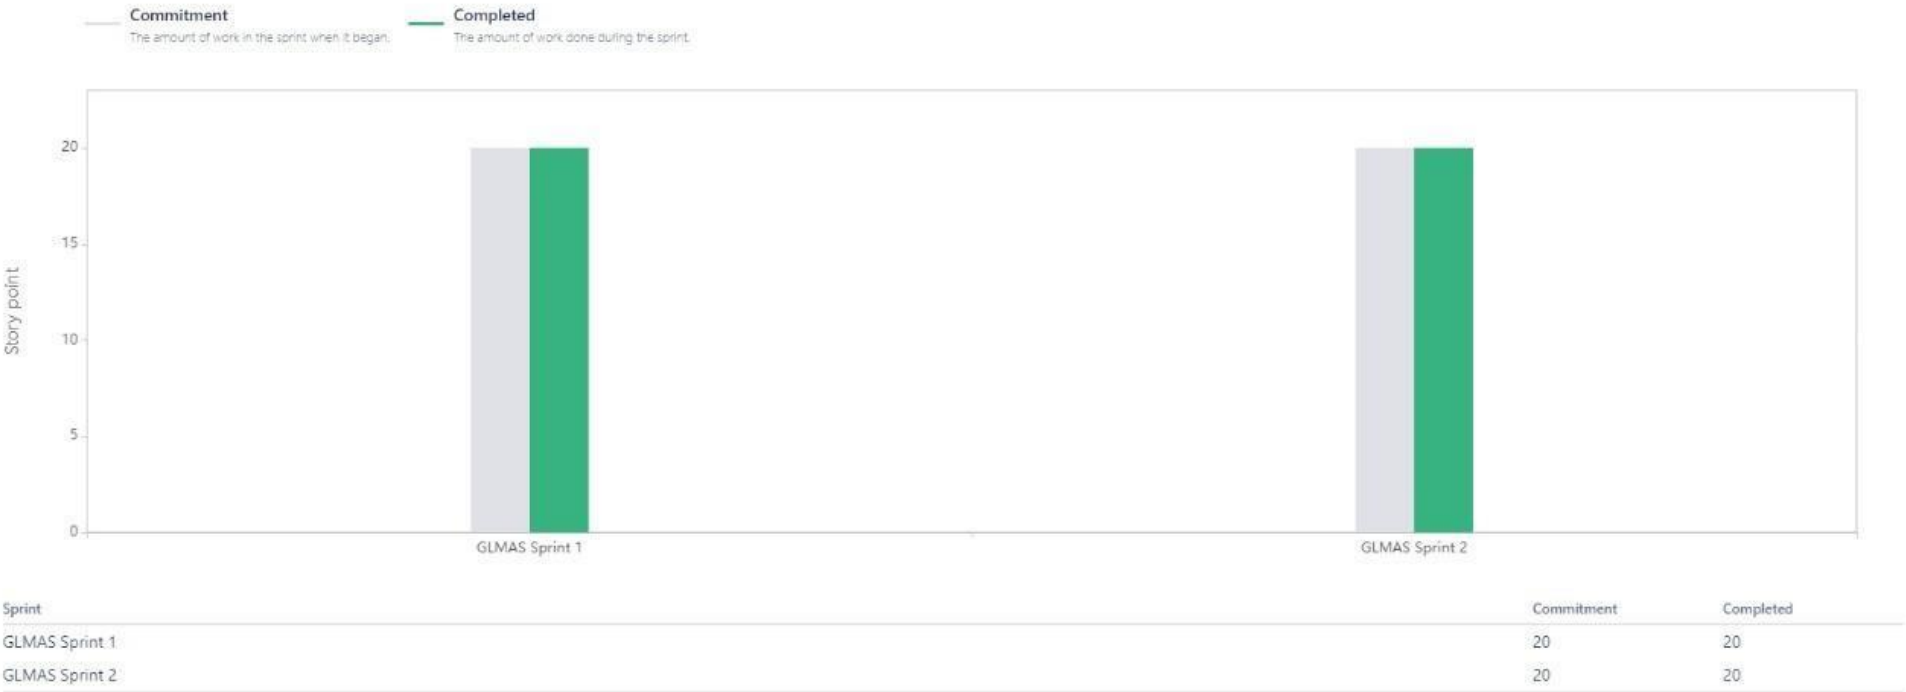 Commitment
The amount of work in the sprint when it began.
Completed
The amount of work done during the sprint.
Story point
20
15
10
5
0
GLMAS Sprint 1
GLMAS Sprint 2
Sprint Commitment Completed
GLMAS Sprint 1 20 20
GLMAS Sprint 2 20 20